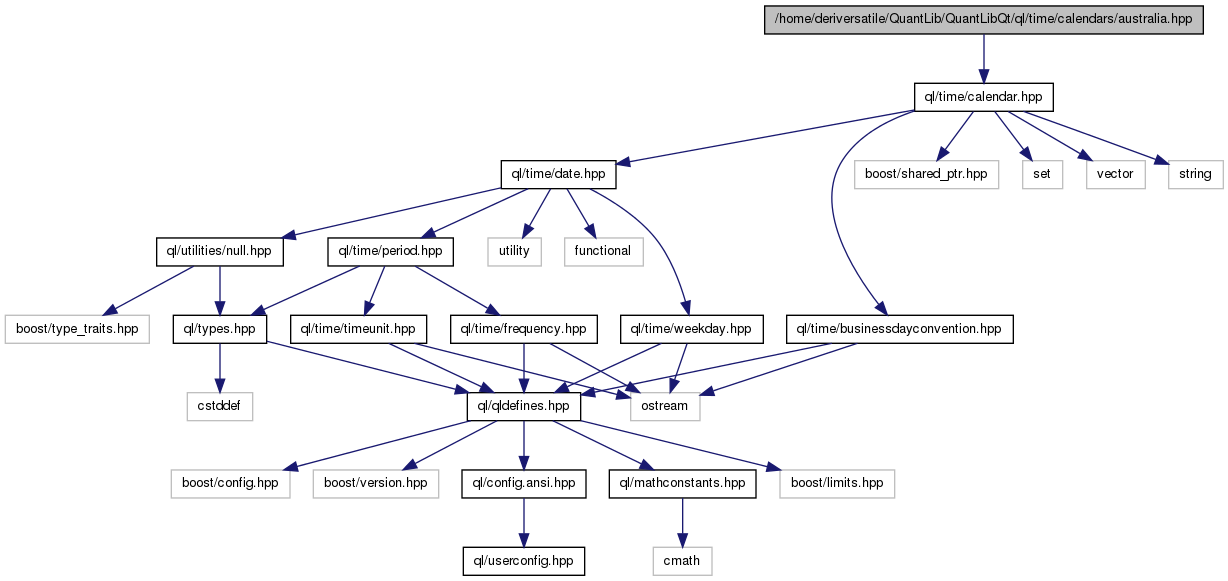 /home/deriversatile/QuantLib/QuantLibQt/ql/time/calendars/australia.hpp
ql/time/calendar.hpp
ql/time/date.hpp
boost/shared_ptr.hpp
set
vector
string
ql/utilities/null.hpp
ql/time/period.hpp
utility
functional
boost/type_traits.hpp
ql/types.hpp
ql/time/timeunit.hpp
ql/time/frequency.hpp
ql/time/weekday.hpp
ql/time/businessdayconvention.hpp
cstddef
ql/qldefines.hpp
ostream
boost/config.hpp
boost/version.hpp
ql/config.ansi.hpp
ql/mathconstants.hpp
boost/limits.hpp
ql/userconfig.hpp
cmath